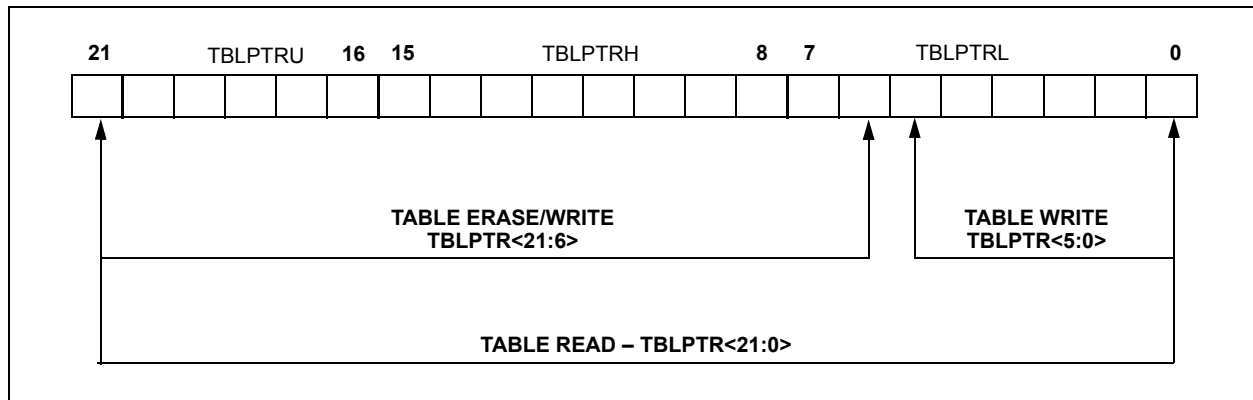 21 TBLPTRU 16 15 TBLPTRH 8 7 TBLPTRL 0
TABLE ERASE/WRITE
TBLPTR<21:6>
TABLE WRITE
TBLPTR<5:0>
TABLE READ – TBLPTR<21:0>